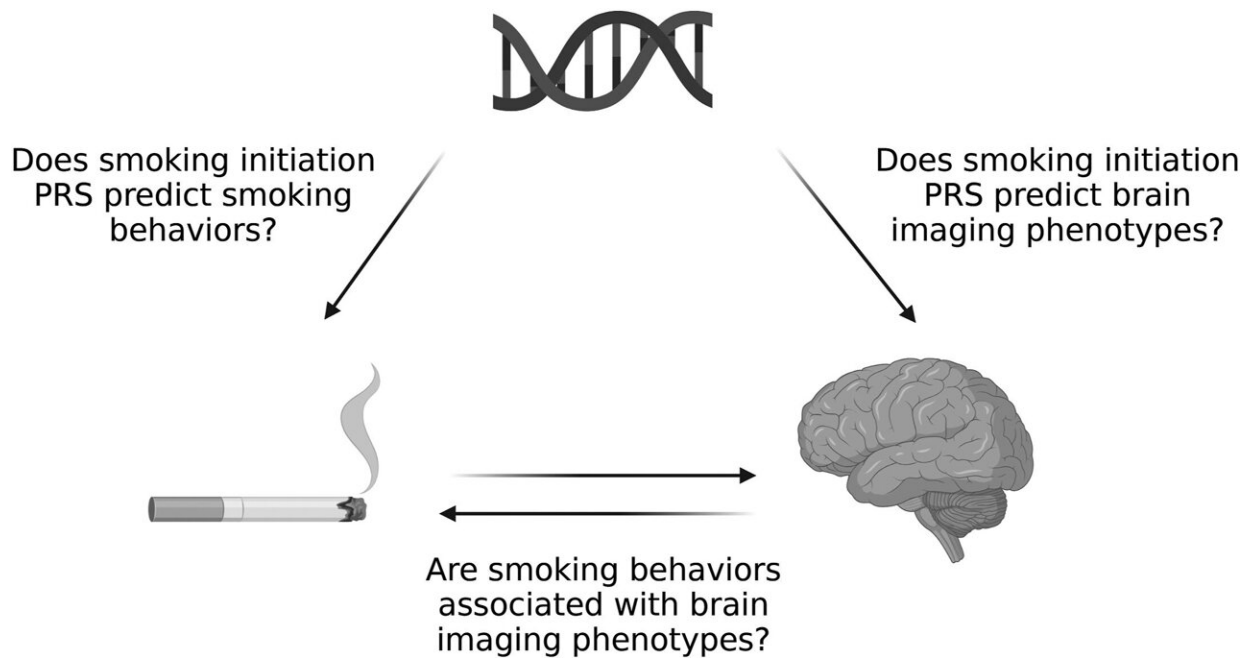 Does smoking initiation
PRS predict smoking
behaviors?
Does smoking initiation
PRS predict brain
imaging phenotypes?
Are smoking behaviors
associated with brain
imaging phenotypes?